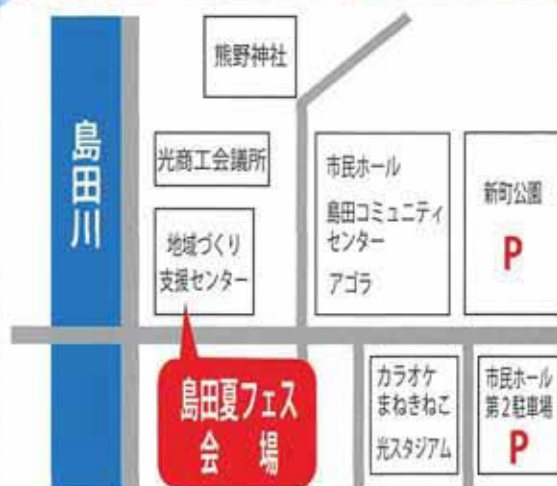 熊野神社
島田川
光商工会議所
市民ホール
島田コミュニティ
センター
アゴラ
新町公園
P
地域づくり
支援センター
島田夏フェス
会場
カラオケ
まねきねこ
光スタジアム
市民ホール
第2駐車場
P